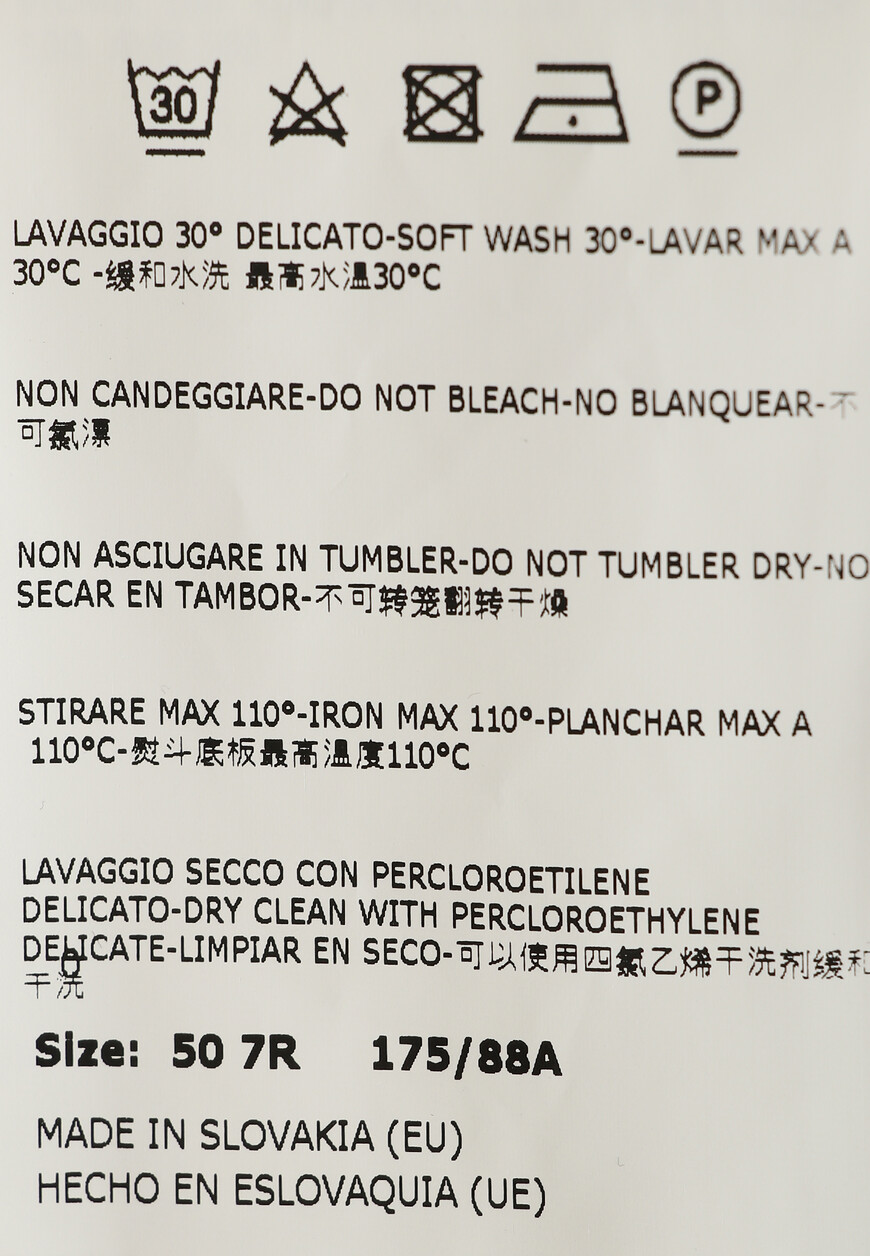 30
P
LAVAGGIO 30° DELICATO-SOFT WASH 30°-LAVAR MAX A
30°C -缓和水洗 最高水温30°C
NON CANDEGGIARE-DO NOT BLEACH-NO BLANQUEAR-不
可氯漂
NON ASCIUGARE IN TUMBLER-DO NOT TUMBLER DRY-NO
SECAR EN TAMBOR-不可转笼翻转干燥
STIRARE MAX 110°-IRON MAX 110°-PLANCHAR MAX A
110°C-熨斗底板最高温度110°C
LAVAGGIO SECCO CON PERCLOROETILENE
DELICATO-DRY CLEAN WITH PERCLOROETHYLENE
DELICATE-LIMPIAR EN SECO-可以使用四氯乙烯干洗剂缓和
干洗
Size: 50 7R 175/88A
MADE IN SLOVAKIA (EU)
HECHO EN ESLOVAQUIA (UE)